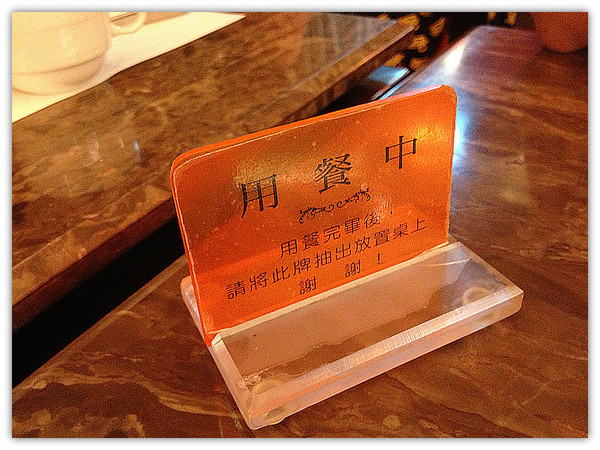 用餐中
用餐完畢後，
請將此牌抽出放置桌上
謝 謝！